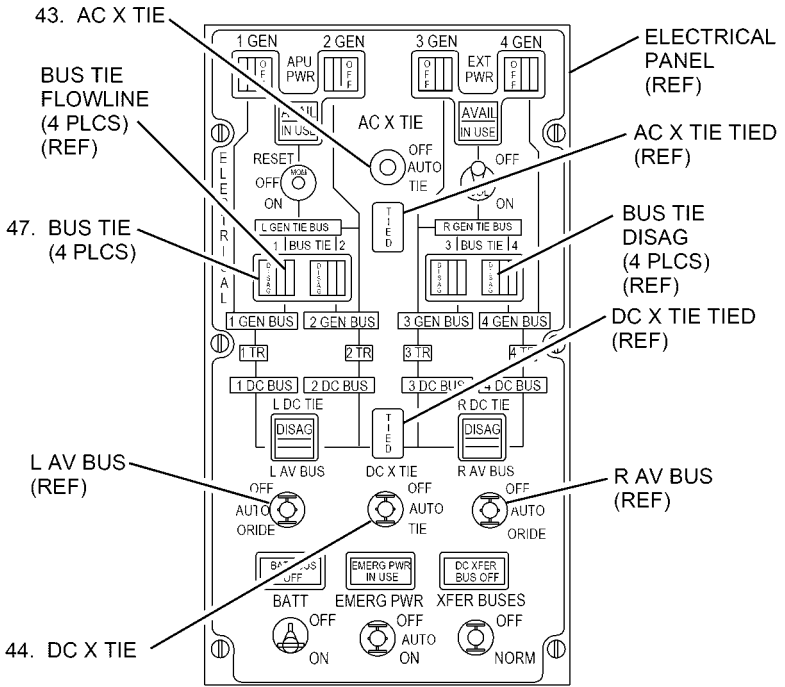 43. AC X TIE
ELECTRICAL
PANEL
(REF)
BUS TIE
FLOWLINE
(4 PLCS)
(REF)
AC X TIE TIED
(REF)
47. BUS TIE
(4 PLCS)
BUS TIE
DISAG
(4 PLCS)
(REF)
DC X TIE TIED
(REF)
L AV BUS
(REF)
R AV BUS
(REF)
44. DC X TIE
1 GEN
APU
PWR
2 GEN
3 GEN
EXT
PWR
4 GEN
OFF
OFF
OFF
OFF
AVAIL
IN USE
AVAIL
IN USE
AC X TIE
OFF
AUTO
TIE
RESET
OFF
ON
OFF
ON
ELECTRICAL
TIED
L GEN TIE BUS
R GEN TIE BUS
1 BUS TIE 2
3 BUS TIE 4
DISAG
DISAG
DISAG
DISAG
1 GEN BUS
2 GEN BUS
3 GEN BUS
4 GEN BUS
1 TR
2 TR
3 TR
4 TR
1 DC BUS
2 DC BUS
3 DC BUS
4 DC BUS
L DC TIE
R DC TIE
DISAG
TIED
DISAG
L AV BUS
DC X TIE
R AV BUS
OFF
AUTO
ORIDE
OFF
AUTO
TIE
OFF
AUTO
ORIDE
BATT BUS
OFF
EMERG PWR
IN USE
DC XFER
BUS OFF
BATT
EMERG PWR
XFER BUSES
OFF
ON
OFF
AUTO
ON
OFF
NORM